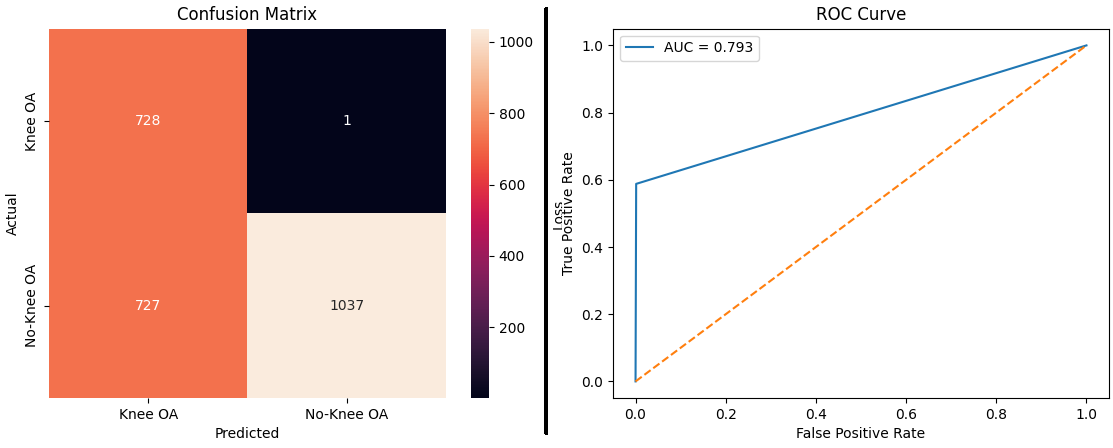 Confusion Matrix
Actual
Knee OA
No-Knee OA
728
1
727
1037
Knee OA
No-Knee OA
Predicted
1000
800
600
400
200
ROC Curve
AUC = 0.793
Loss
True Positive Rate
1.0
0.8
0.6
0.4
0.2
0.0
0.0
0.2
0.4
0.6
0.8
1.0
False Positive Rate